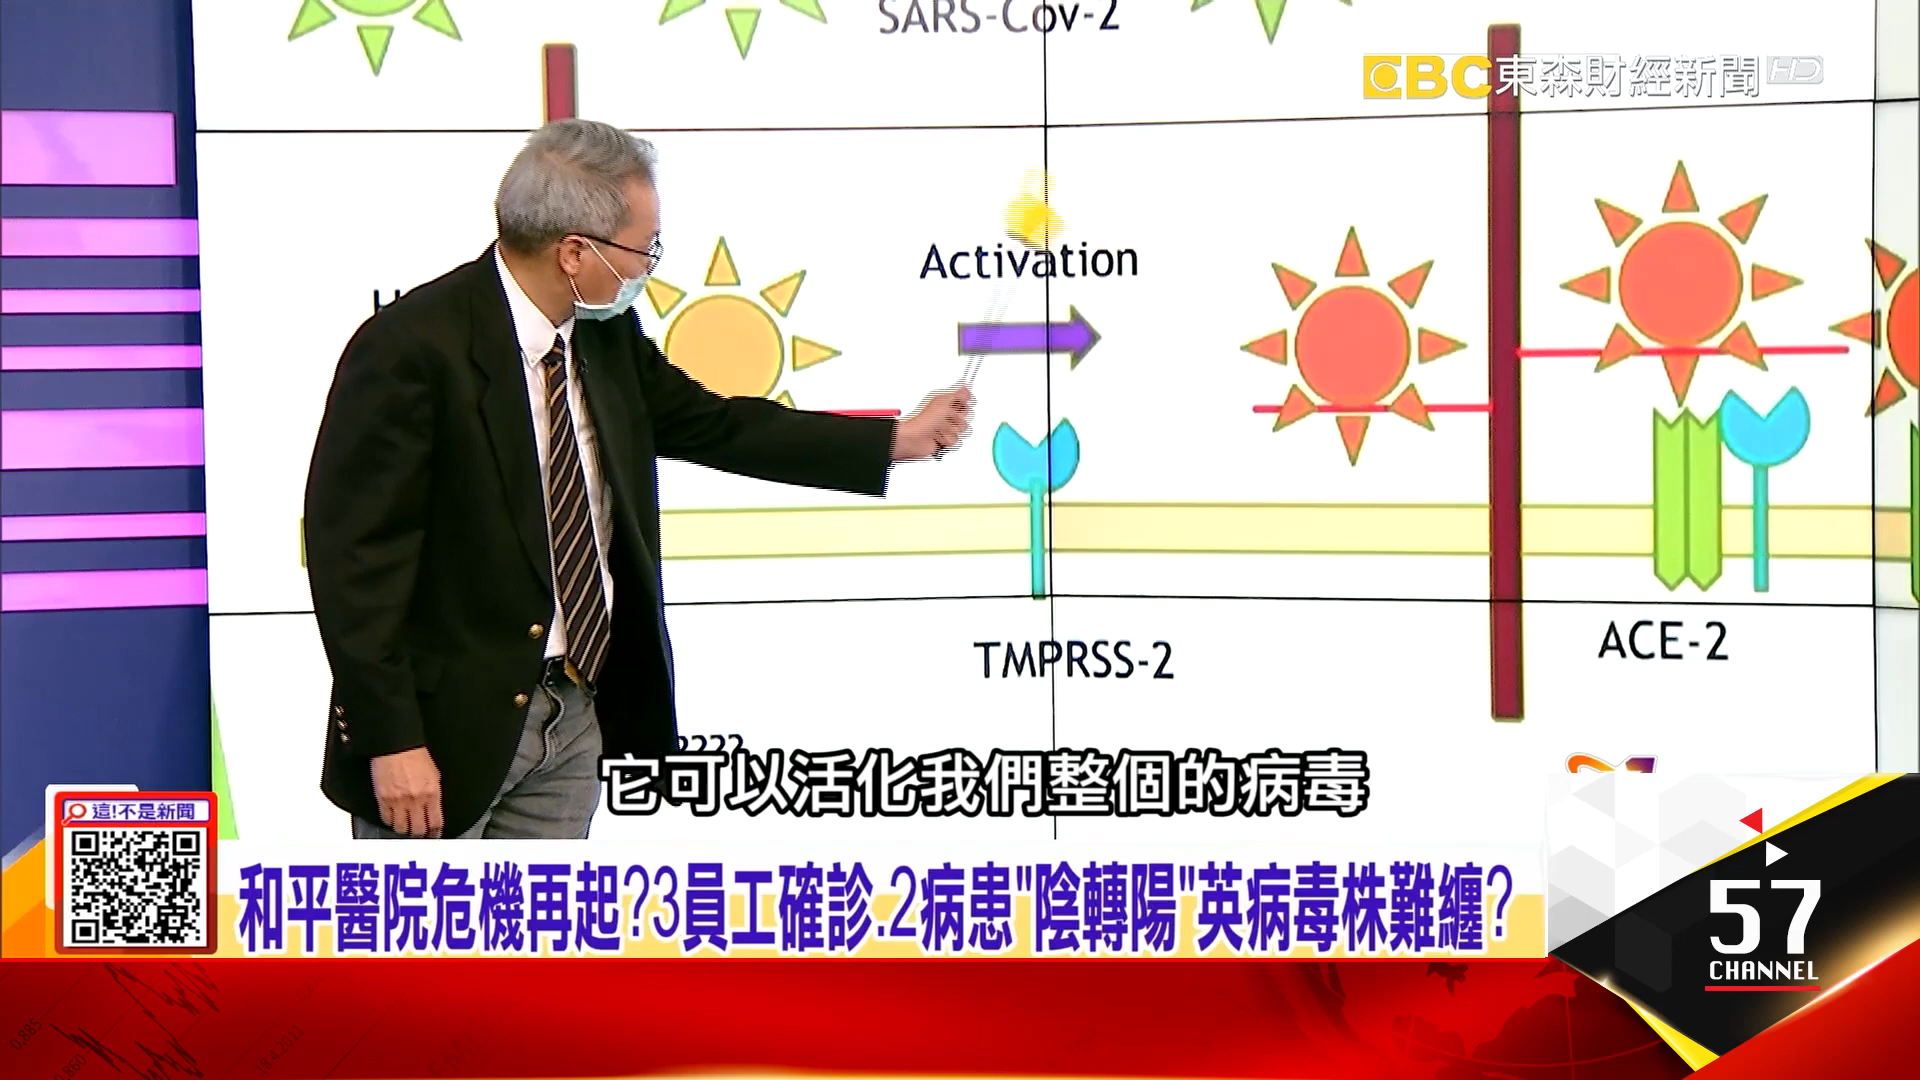 SARS-Cov-2
EBC東森財經新聞HD
Activation
TMPRSS-2
ACE-2
????
它可以活化我們整個的病毒
這!不是新聞
和平醫院危機再起?3員工確診.2病患"陰轉陽"英病毒株難纏?
57
CHANNEL